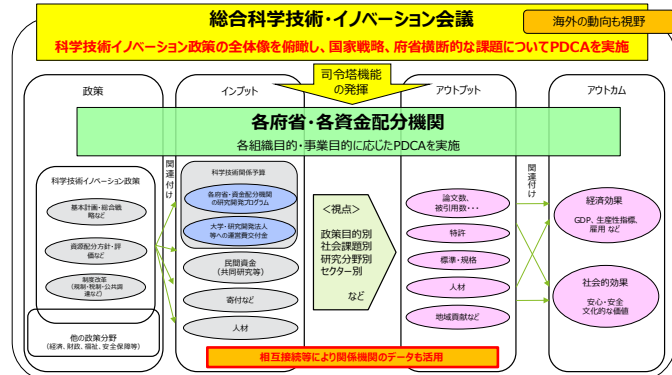 総合科学技術・イノベーション会議
海外の動向も視野
科学技術イノベーション政策の全体像を俯瞰し、国家戦略、府省横断的な課題についてPDCAを実施
司令塔機能
の発揮
政策
インプット
アウトプット
アウトカム
各府省・各資金配分機関
各組織目的・事業目的に応じたPDCAを実施
関連付け
関連付け
科学技術イノベーション政策
基本計画・総合戦
略など
資源配分方針・評
価など
制度改革
(規制・税制・公共調
達など)
他の政策分野
(経済、財政、福祉、安全保障等)
科学技術関係予算
各府省・資金配分機関
の研究開発プログラム
大学・研究開発法人
等への運営費交付金
民間資金
(共同研究等)
寄付など
人材
<視点>
政策目的別
社会課題別
研究分野別
セクター別
など
論文数、
被引用数・・・
特許
標準・規格
人材
地域貢献など
経済効果
GDP、生産性指標、
雇用 など
社会的効果
安心・安全
文化的な価値
相互接続等により関係機関のデータも活用